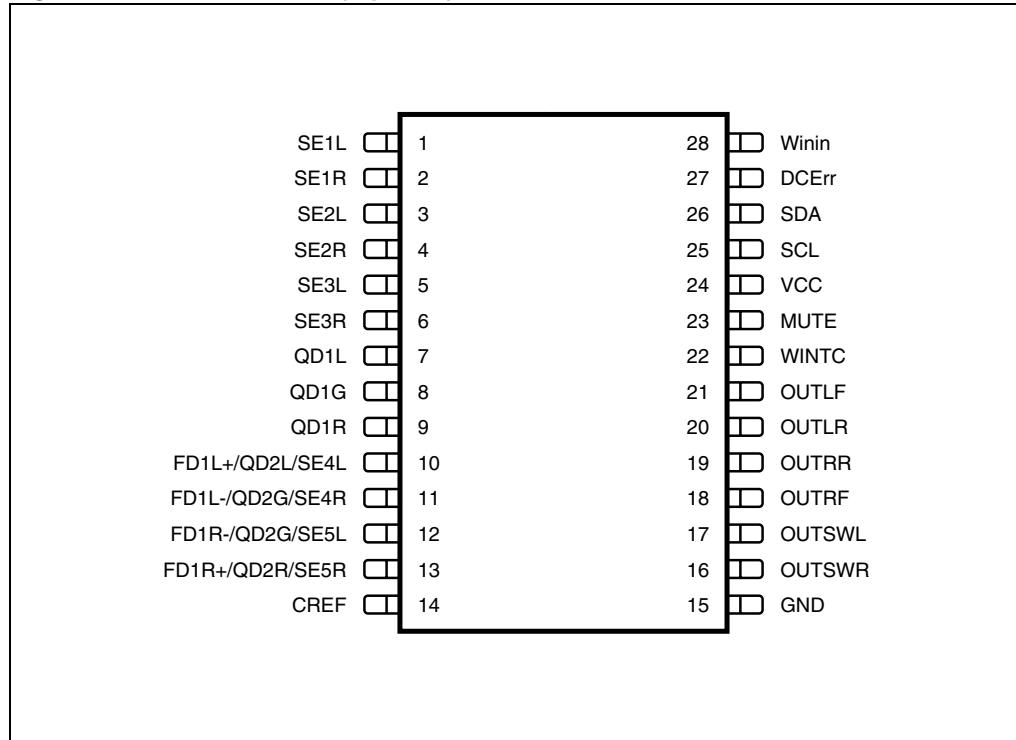 SE1L 1 28 Winin
SE1R 2 27 DCErr
SE2L 3 26 SDA
SE2R 4 25 SCL
SE3L 5 24 VCC
SE3R 6 23 MUTE
QD1L 7 22 WINTC
QD1G 8 21 OUTLF
QD1R 9 20 OUTLR
FD1L+/QD2L/SE4L 10 19 OUTRR
FD1L-/QD2G/SE4R 11 18 OUTRF
FD1R-/QD2G/SE5L 12 17 OUTSWL
FD1R+/QD2R/SE5R 13 16 OUTSWR
CREF 14 15 GND